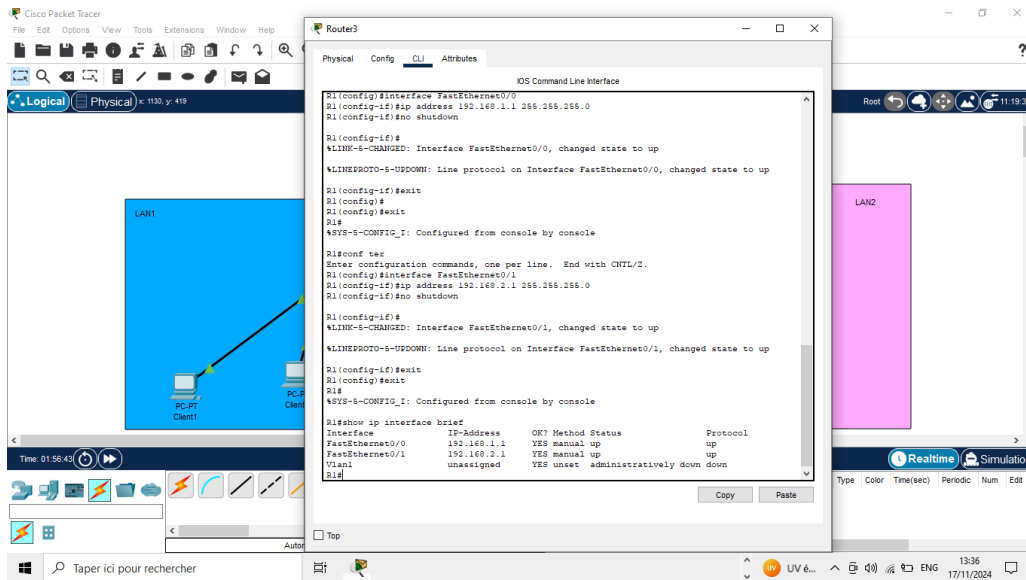 Cisco Packet Tracer
File Edit Options View Tools Extensions Window Help
Logical Physical x: 1130, y: 419
Root 11:19:3
LAN1
PC-PT
Client1
PC-P
Client
LAN2
Router3
Physical Config CLI Attributes
IOS Command Line Interface
R1(config)#interface FastEthernet0/0
R1(config-if)#ip address 192.168.1.1 255.255.255.0
R1(config-if)#no shutdown
R1(config-if)#
%LINK-5-CHANGED: Interface FastEthernet0/0, changed state to up
%LINEPROTO-5-UPDOWN: Line protocol on Interface FastEthernet0/0, changed state to up
R1(config-if)#exit
R1(config)#
R1(config)#exit
R1#
%SYS-5-CONFIG_I: Configured from console by console
R1#conf ter
Enter configuration commands, one per line. End with CNTL/Z.
R1(config)#interface FastEthernet0/1
R1(config-if)#ip address 192.168.2.1 255.255.255.0
R1(config-if)#no shutdown
R1(config-if)#
%LINK-5-CHANGED: Interface FastEthernet0/1, changed state to up
%LINEPROTO-5-UPDOWN: Line protocol on Interface FastEthernet0/1, changed state to up
R1(config-if)#exit
R1(config)#exit
R1#
%SYS-5-CONFIG_I: Configured from console by console
R1#show ip interface brief
Interface IP-Address OK? Method Status Protocol
FastEthernet0/0 192.168.1.1 YES manual up up
FastEthernet0/1 192.168.2.1 YES manual up up
Vlan1 unassigned YES unset administratively down down
R1#
Copy Paste
Top
Time: 01:56:43
Realtime Simulatio
Type Color Time(sec) Periodic Num Edit
Autor
Taper ici pour rechercher
UV UV é... ENG
13:36
17/11/2024